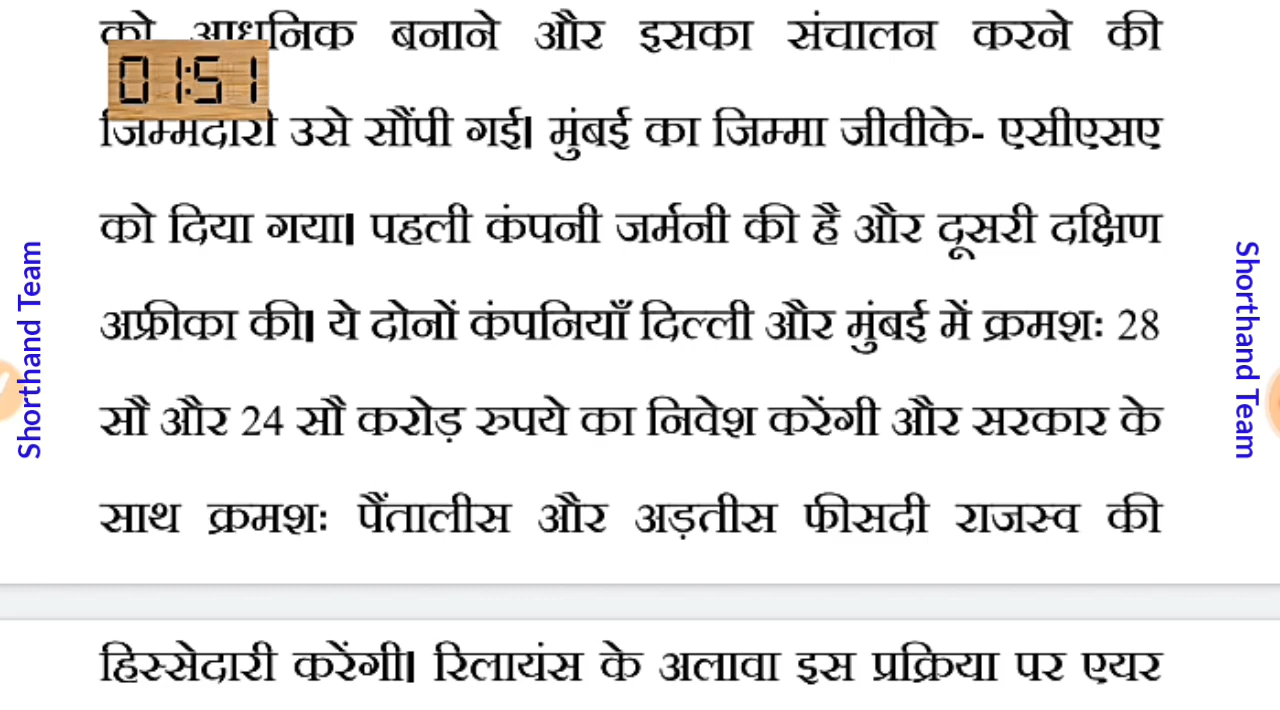 को आधुनिक बनाने और इसका संचालन करने की
01:51
जिम्मेदारी उसे सौंपी गई। मुंबई का जिम्मा जीवीके- एसीएसए
को दिया गया। पहली कंपनी जर्मनी की है और दूसरी दक्षिण
अफ्रीका की। ये दोनों कंपनियाँ दिल्ली और मुंबई में क्रमशः 28
सौ और 24 सौ करोड़ रुपये का निवेश करेंगी और सरकार के
साथ क्रमशः पैंतालीस और अड़तीस फीसदी राजस्व की
हिस्सेदारी करेंगी। रिलायंस के अलावा इस प्रक्रिया पर एयर
Shorthand Team
Shorthand Team